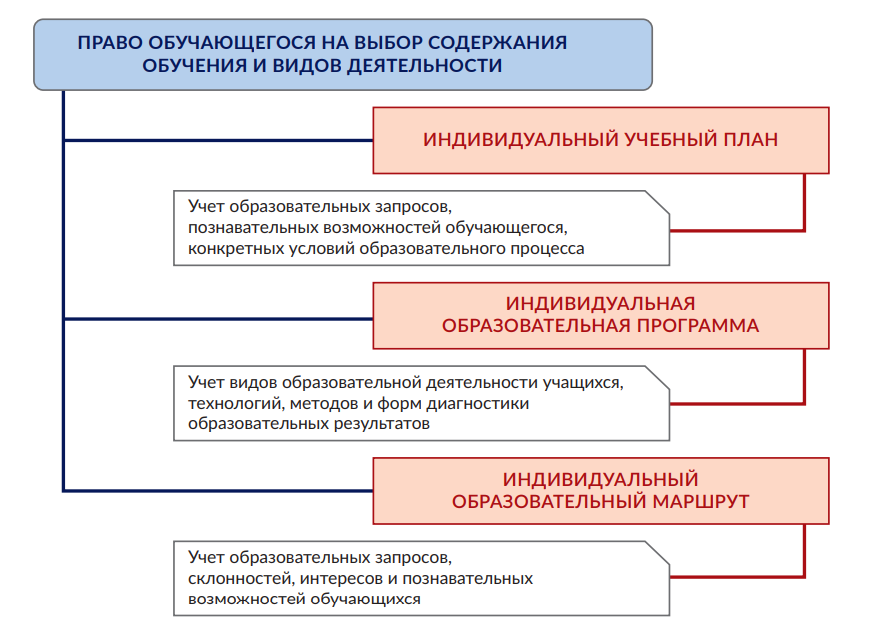 ПРАВО ОБУЧАЮЩЕГОСЯ НА ВЫБОР СОДЕРЖАНИЯ
ОБУЧЕНИЯ И ВИДОВ ДЕЯТЕЛЬНОСТИ
ИНДИВИДУАЛЬНЫЙ УЧЕБНЫЙ ПЛАН
Учет образовательных запросов,
познавательных возможностей обучающегося,
конкретных условий образовательного процесса
ИНДИВИДУАЛЬНАЯ
ОБРАЗОВАТЕЛЬНАЯ ПРОГРАММА
Учет видов образовательной деятельности учащихся,
технологий, методов и форм диагностики
образовательных результатов
ИНДИВИДУАЛЬНЫЙ
ОБРАЗОВАТЕЛЬНЫЙ МАРШРУТ
Учет образовательных запросов,
склонностей, интересов и познавательных
возможностей обучающихся